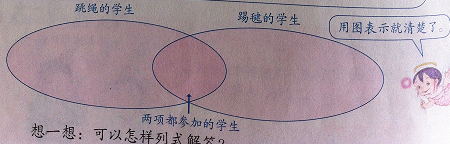 跳绳的学生
踢毽的学生
用图表示就清楚了。
两项都参加的学生
想一想：可以怎样列式解答？